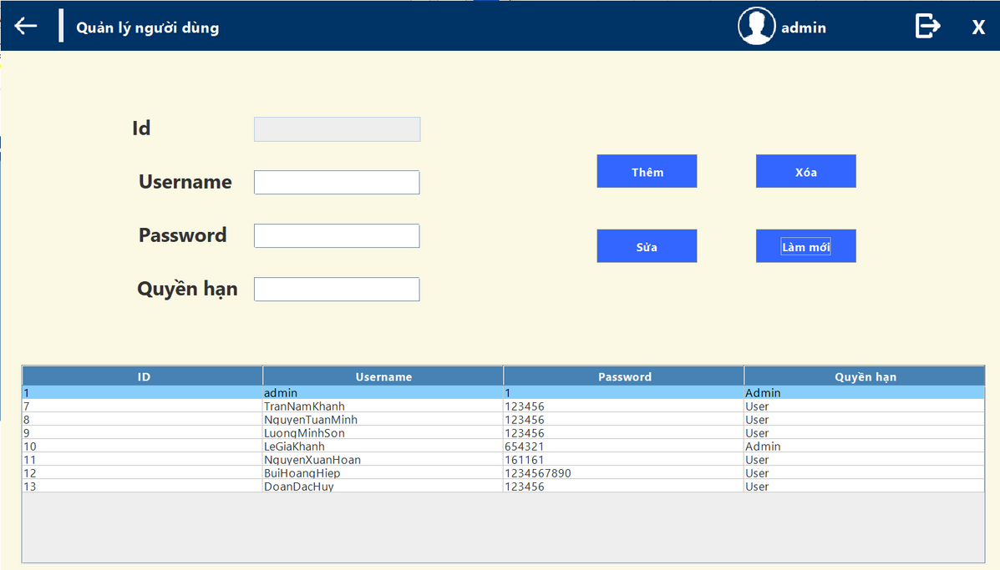 Quản lý người dùng admin X
Id
Username
Password
Quyền hạn
Thêm Xóa
Sửa Làm mới
ID Username Password Quyền hạn
1 admin 1 Admin
7 TranNamKhanh 123456 User
8 NguyenTuanMinh 123456 User
9 LuongMinhSon 123456 User
10 LeGiaKhanh 654321 Admin
11 NguyenXuanHoan 161161 User
12 BuiHoangHiep 1234567890 User
13 DoanDacHuy 123456 User